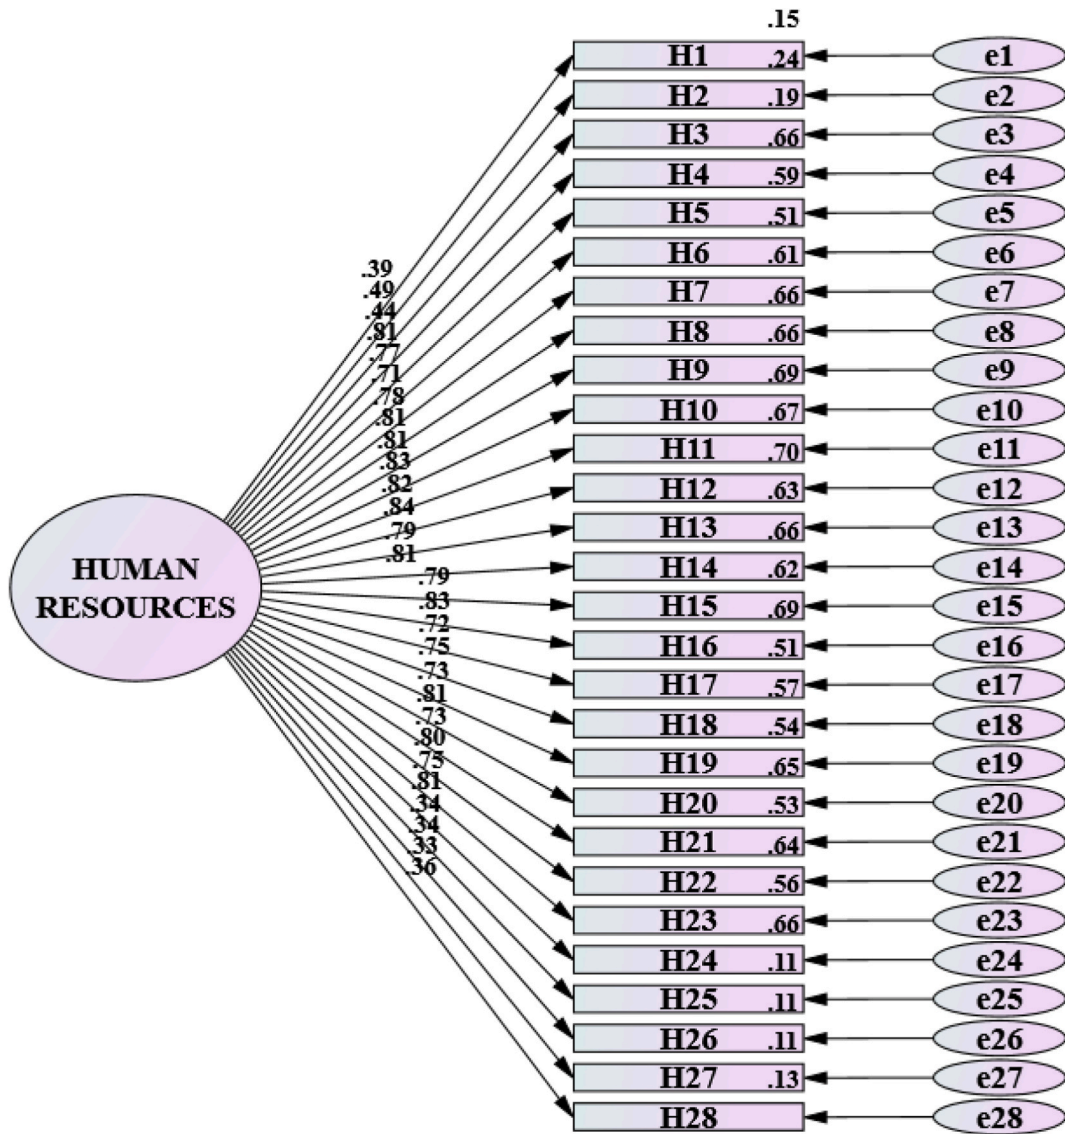 .15
H1 .24 e1
H2 .19 e2
H3 .66 e3
H4 .59 e4
H5 .51 e5
H6 .61 e6
H7 .66 e7
H8 .66 e8
H9 .69 e9
H10 .67 e10
H11 .70 e11
H12 .63 e12
H13 .66 e13
H14 .62 e14
H15 .69 e15
H16 .51 e16
H17 .57 e17
H18 .54 e18
H19 .65 e19
H20 .53 e20
H21 .64 e21
H22 .56 e22
H23 .66 e23
H24 .11 e24
H25 .11 e25
H26 .11 e26
H27 .13 e27
H28 e28
.39
.49
.44
.81
.77
.71
.78
.81
.81
.83
.82
.84
.79
.81
.79
.83
.72
.75
.73
.81
.73
.80
.75
.81
.34
.34
.33
.36
HUMAN
RESOURCES